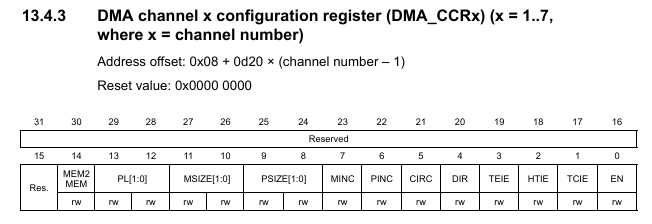 13.4.3 DMA channel x configuration register (DMA_CCRx) (x = 1..7,
where x = channel number)
Address offset: 0x08 + 0d20 × (channel number – 1)
Reset value: 0x0000 0000
31 30 29 28 27 26 25 24 23 22 21 20 19 18 17 16
Reserved
15 14 13 12 11 10 9 8 7 6 5 4 3 2 1 0
Res. MEM2 MEM PL[1:0] MSIZE[1:0] PSIZE[1:0] MINC PINC CIRC DIR TEIE HTIE TCIE EN
rw rw rw rw rw rw rw rw rw rw rw rw rw rw rw